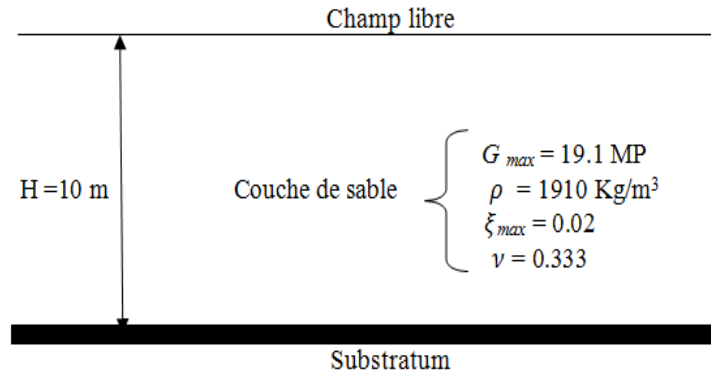 Champ libre
H =10 m
Couche de sable
G max = 19.1 MP
ρ = 1910 Kg/m³
ξmax = 0.02
ν = 0.333
Substratum